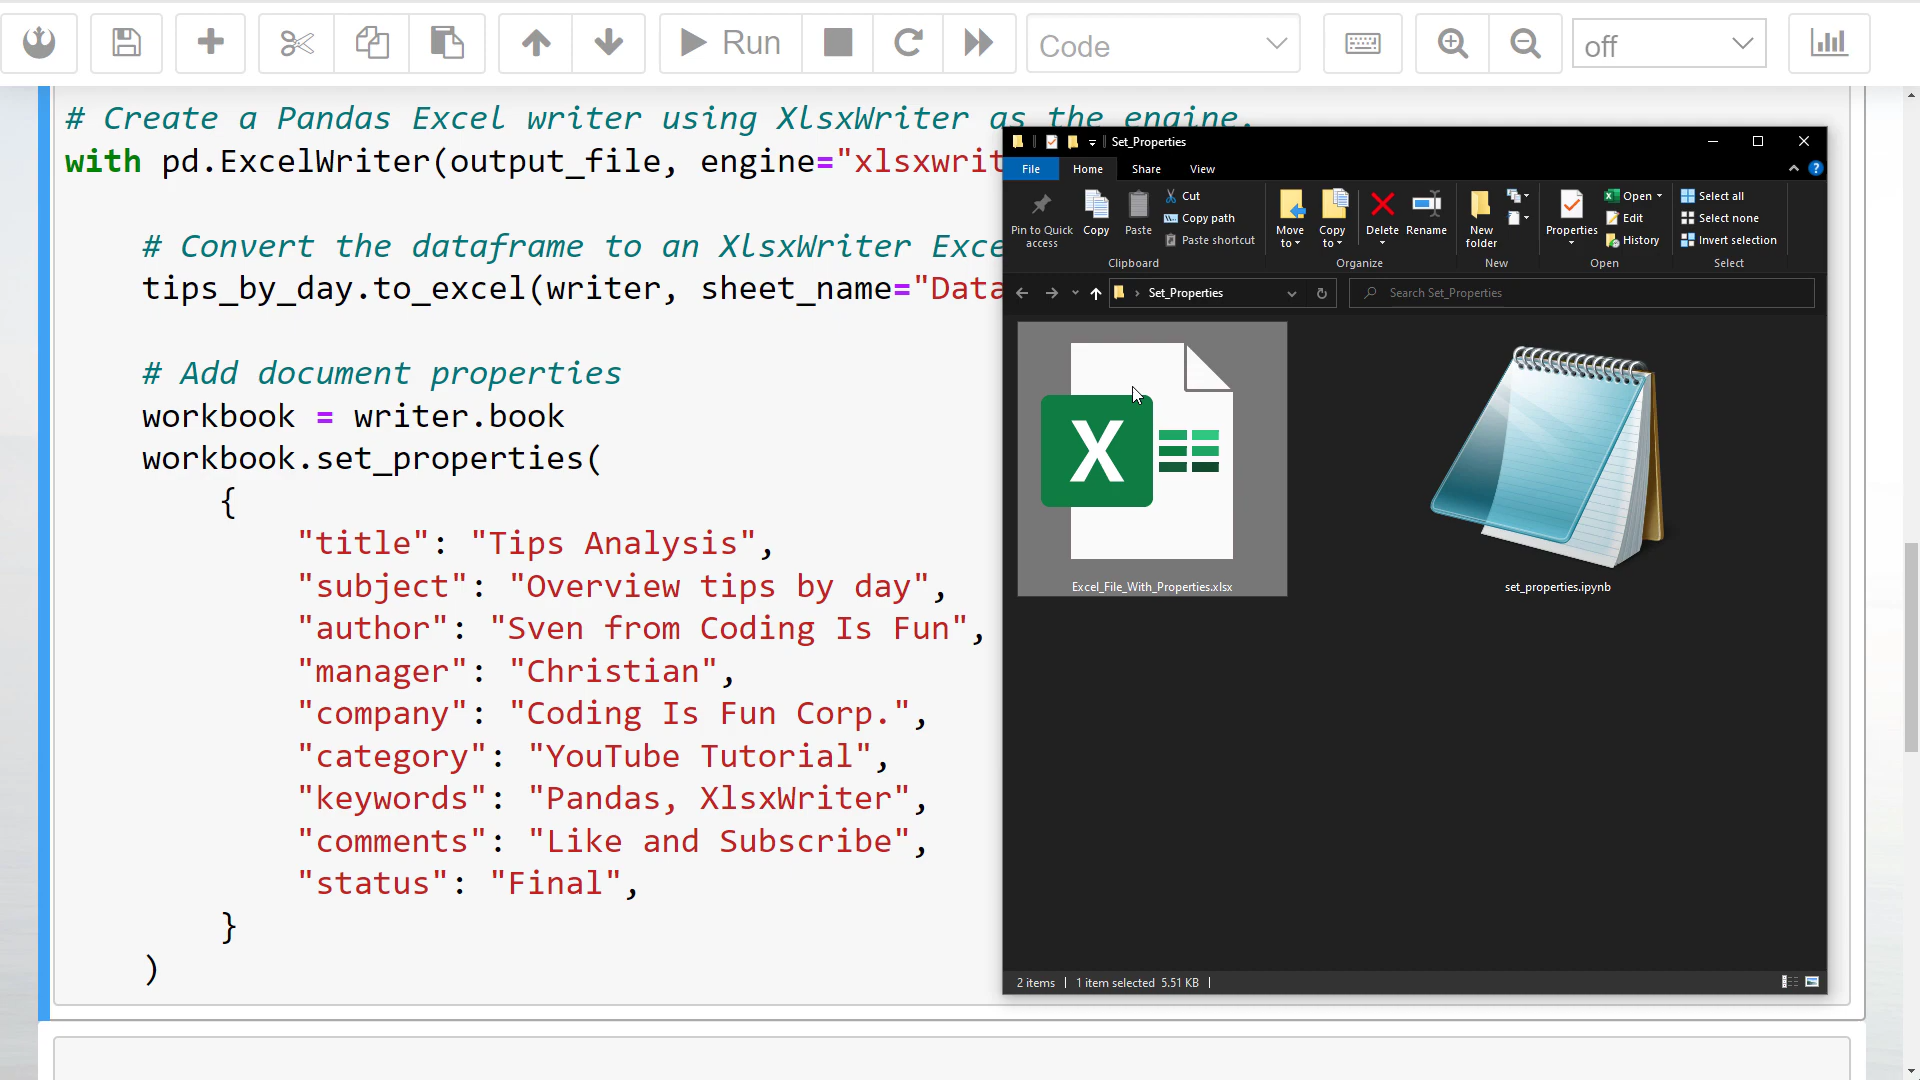 Run
Code
off
# Create a Pandas Excel writer using XlsxWriter as the engine.
with pd.ExcelWriter(output_file, engine="xlsxwrit
# Convert the dataframe to an XlsxWriter Exce
tips_by_day.to_excel(writer, sheet_name="Data
# Add document properties
workbook = writer.book
workbook.set_properties(
{
"title": "Tips Analysis",
"subject": "Overview tips by day",
"author": "Sven from Coding Is Fun",
"manager": "Christian",
"company": "Coding Is Fun Corp.",
"category": "YouTube Tutorial",
"keywords": "Pandas, XlsxWriter",
"comments": "Like and Subscribe",
"status": "Final",
}
)
Set_Properties
File Home Share View
Pin to Quick access
Copy
Paste
Cut
Copy path
Paste shortcut
Clipboard
Move to
Copy to
Delete
Rename
Organize
New folder
New
Properties
Open
Edit
History
Open
Select all
Select none
Invert selection
Select
Set_Properties
Search Set_Properties
X
Excel_File_With_Properties.xlsx
set_properties.ipynb
2 items
1 item selected 5.51 KB